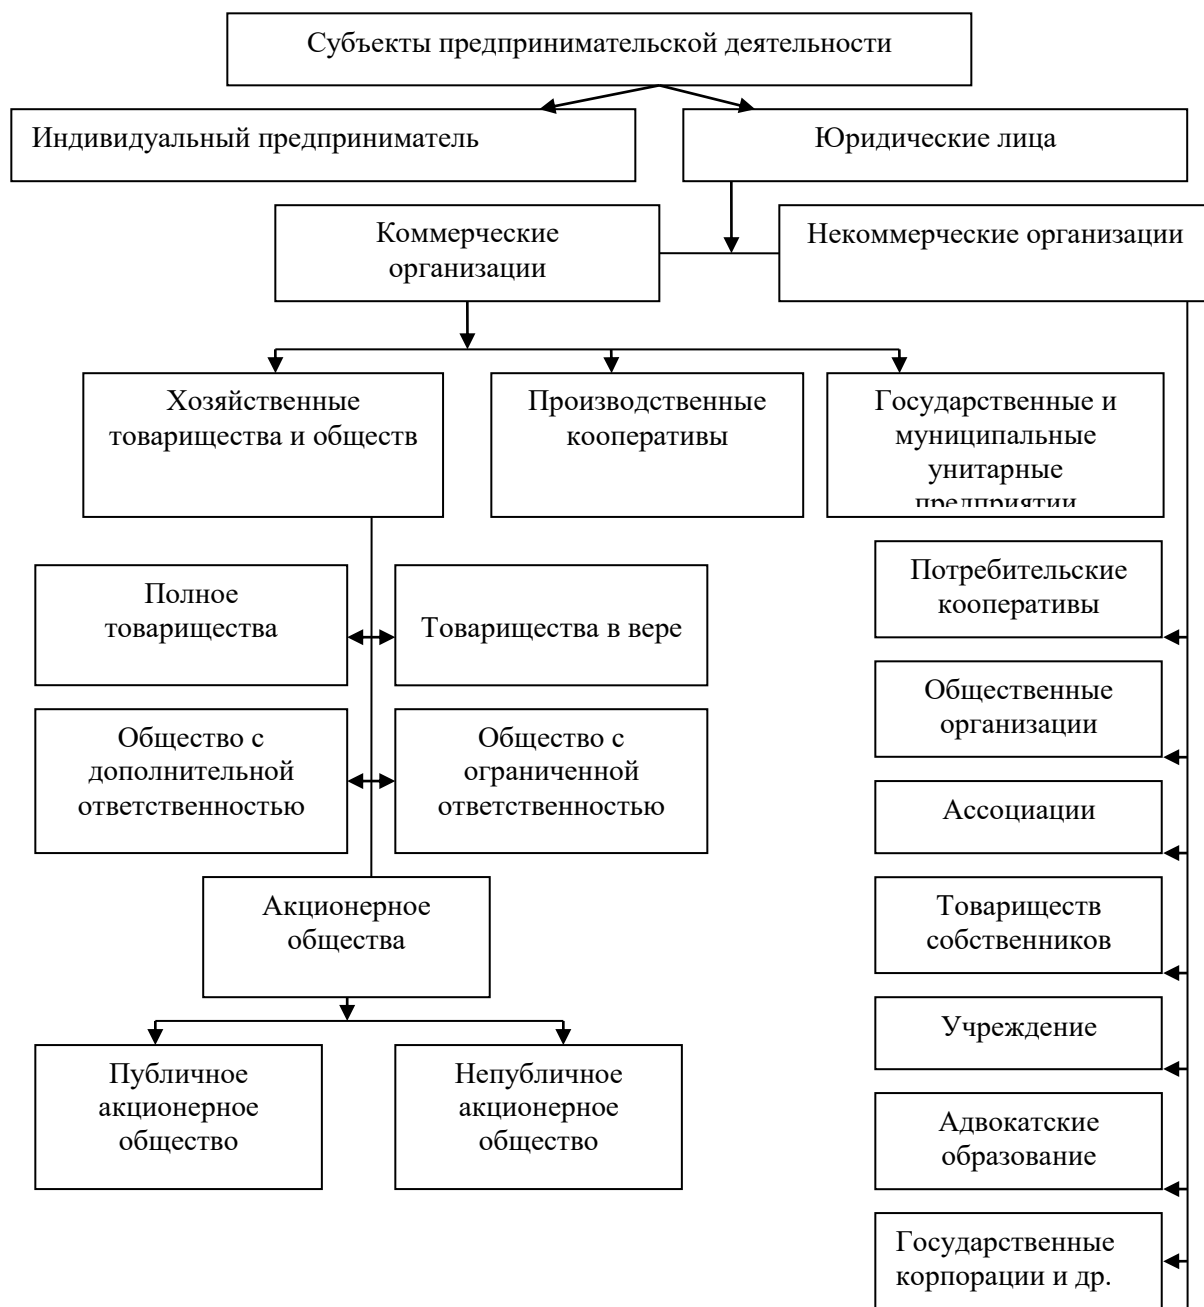 Субъекты предпринимательской деятельности
Индивидуальный предприниматель
Юридические лица
Коммерческие
организации
Некоммерческие организации
Хозяйственные
товарищества и обществ
Производственные
кооперативы
Государственные и
муниципальные
унитарные
предприятии
Полное
товарищества
Товарищества в вере
Потребительские
кооперативы
Общество с
дополнительной
ответственностью
Общество с
ограниченной
ответственностью
Общественные
организации
Ассоциации
Акционерное
общества
Товариществ
собственников
Учреждение
Публичное
акционерное
общество
Непубличное
акционерное
общество
Адвокатские
образование
Государственные
корпорации и др.